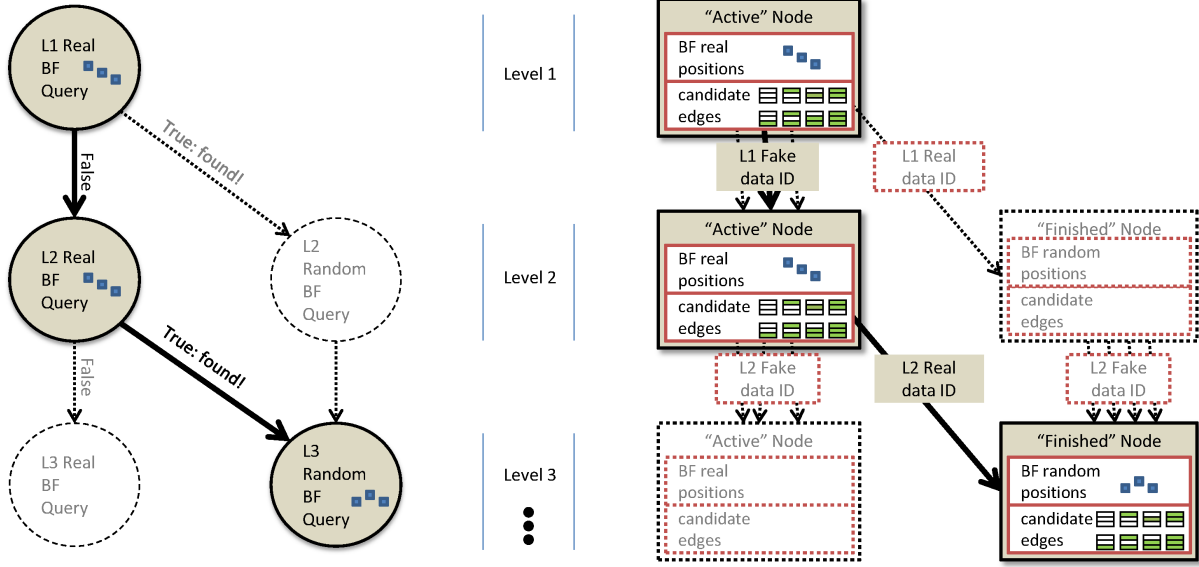 L1 Real
BF
Query
False
True: found!
L2 Real
BF
Query
L2
Random
BF
Query
False
True: found!
L3 Real
BF
Query
L3
Random
BF
Query
Level 1
Level 2
Level 3
“Active” Node
BF real
positions
candidate
edges
L1 Fake
data ID
L1 Real
data ID
“Active” Node
BF real
positions
candidate
edges
“Finished” Node
BF random
positions
candidate
edges
L2 Fake
data ID
L2 Real
data ID
L2 Fake
data ID
“Active” Node
BF real
positions
candidate
edges
“Finished” Node
BF random
positions
candidate
edges